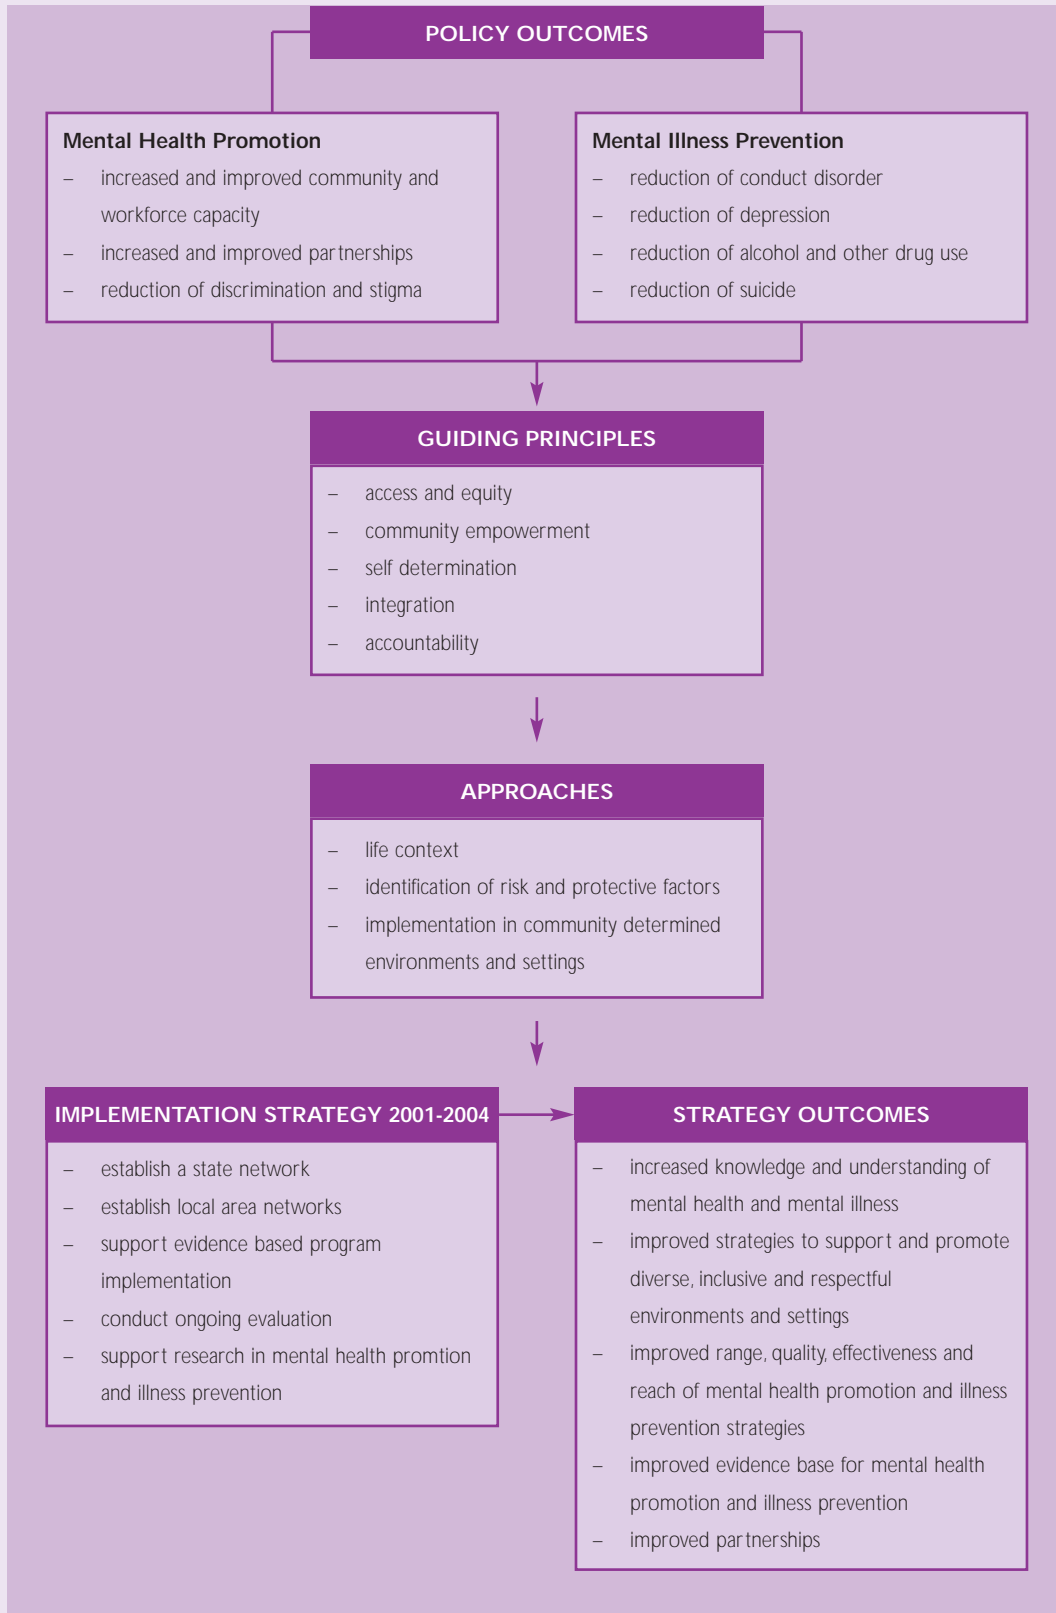 POLICY OUTCOMES
Mental Health Promotion
– increased and improved community and
workforce capacity
– increased and improved partnerships
– reduction of discrimination and stigma
Mental Illness Prevention
– reduction of conduct disorder
– reduction of depression
– reduction of alcohol and other drug use
– reduction of suicide
GUIDING PRINCIPLES
– access and equity
– community empowerment
– self determination
– integration
– accountability
APPROACHES
– life context
– identification of risk and protective factors
– implementation in community determined
environments and settings
IMPLEMENTATION STRATEGY 2001-2004
– establish a state network
– establish local area networks
– support evidence based program
implementation
– conduct ongoing evaluation
– support research in mental health promtion
and illness prevention
STRATEGY OUTCOMES
– increased knowledge and understanding of
mental health and mental illness
– improved strategies to support and promote
diverse, inclusive and respectful
environments and settings
– improved range, quality, effectiveness and
reach of mental health promotion and illness
prevention strategies
– improved evidence base for mental health
promotion and illness prevention
– improved partnerships